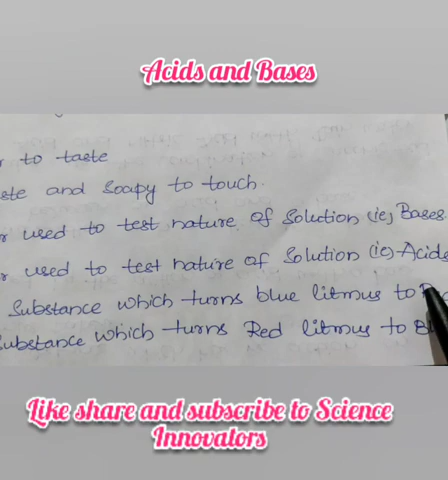 Acids and Bases
to taste
and Soapy to touch.
used to test nature of Solution (ie) Bases
used to test nature of Solution (ie) Acids
Substance which turns blue litmus to
Substance which turns Red litmus to
Like share and subscribe to Science
Innovators